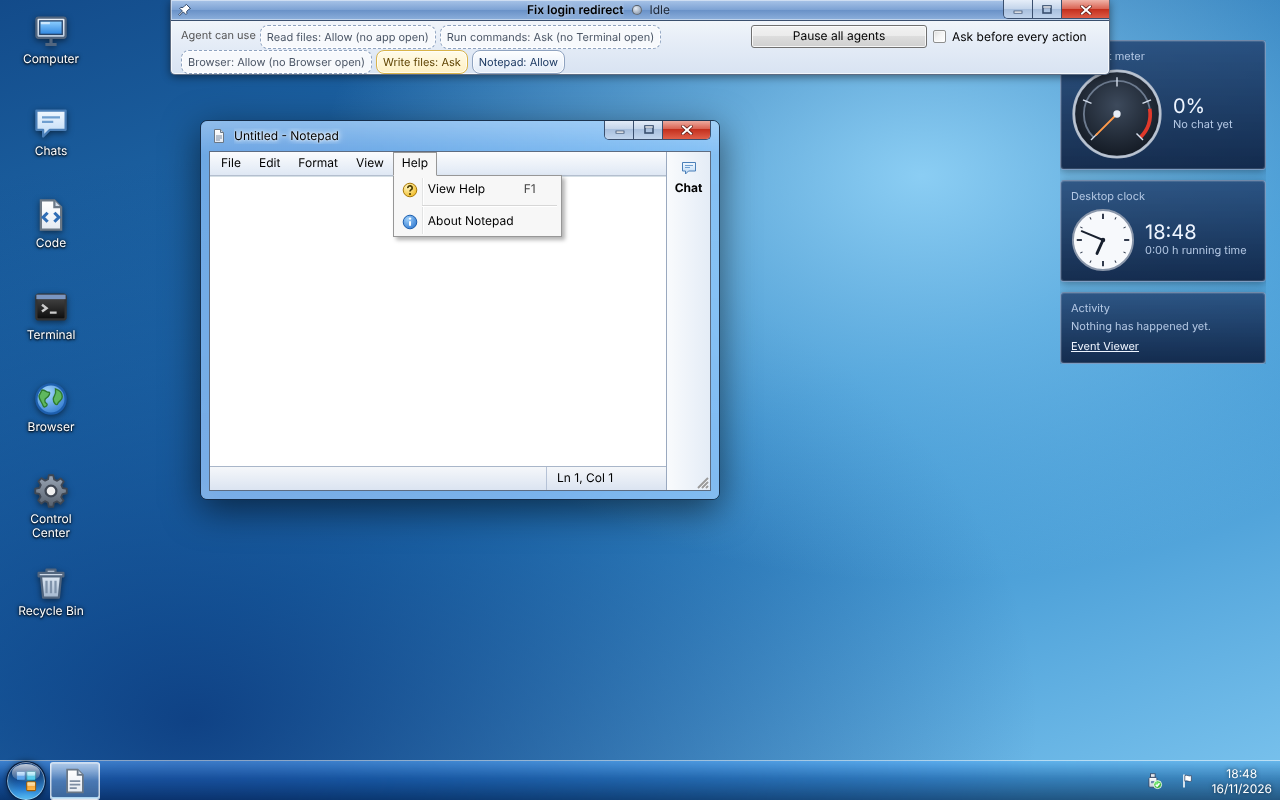 Fix login redirect Idle
Agent can use Read files: Allow (no app open) Run commands: Ask (no Terminal open)
Browser: Allow (no Browser open) Write files: Ask Notepad: Allow
Pause all agents Ask before every action
Computer
Chats
Code
Terminal
Browser
Control
Center
Recycle Bin
Untitled - Notepad
File Edit Format View Help
View Help F1
About Notepad
Chat
Ln 1, Col 1
meter
0%
No chat yet
Desktop clock
18:48
0:00 h running time
Activity
Nothing has happened yet.
Event Viewer
18:48
16/11/2026